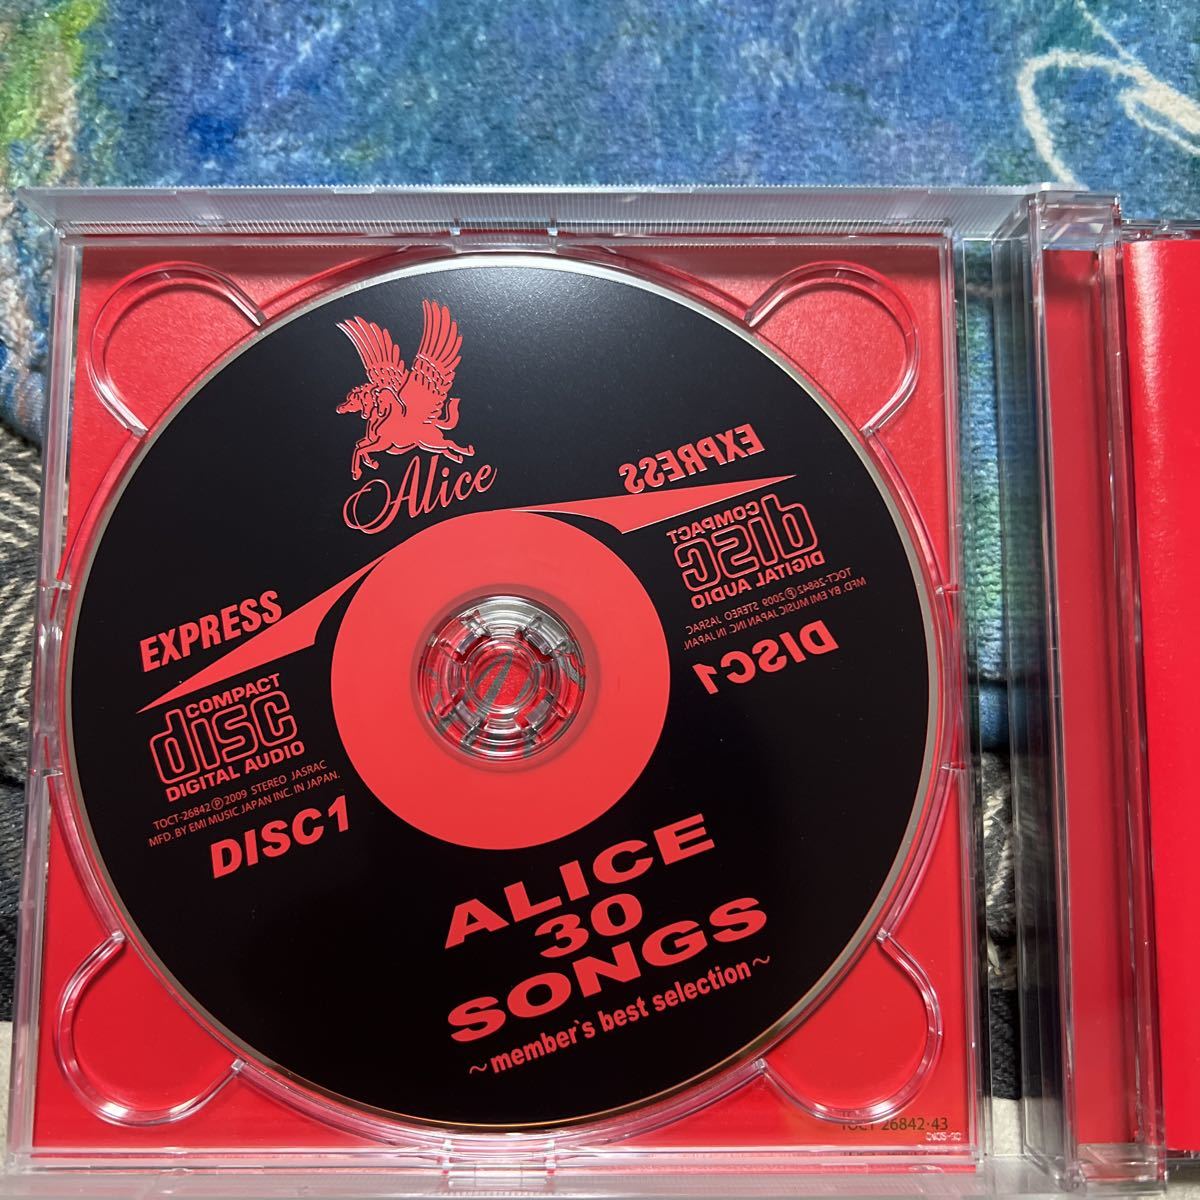 Alice
EXPRESS
COMPACT
disc
DIGITAL AUDIO
TOCT-26842 Ⓟ2009 STEREO JASRAC
MFD. BY EMI MUSIC JAPAN INC. IN JAPAN.
DISC1
EXPRESS
COMPACT
disc
DIGITAL AUDIO
TOCT-26842 Ⓟ2009 STEREO JASRAC
MFD. BY EMI MUSIC JAPAN INC. IN JAPAN.
DISC1
ALICE
30
SONGS
~member`s best selection~
TOCT-26842·43